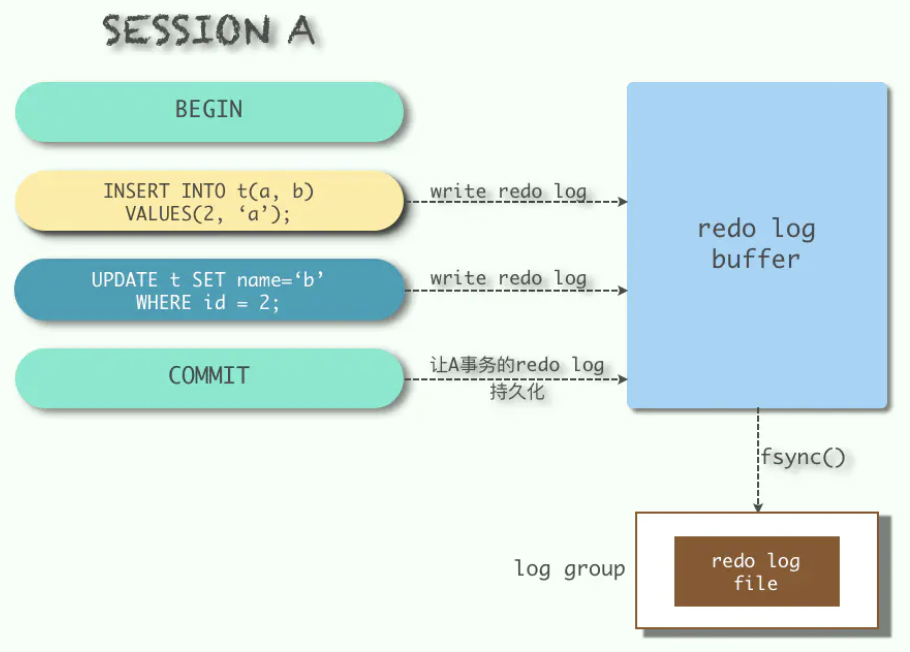 SESSION A
BEGIN
INSERT INTO t(a, b)
VALUES(2, ‘a’);
write redo log
UPDATE t SET name=‘b’
WHERE id = 2;
write redo log
COMMIT
让A事务的redo log
持久化
redo log
buffer
fsync()
log group
redo log
file